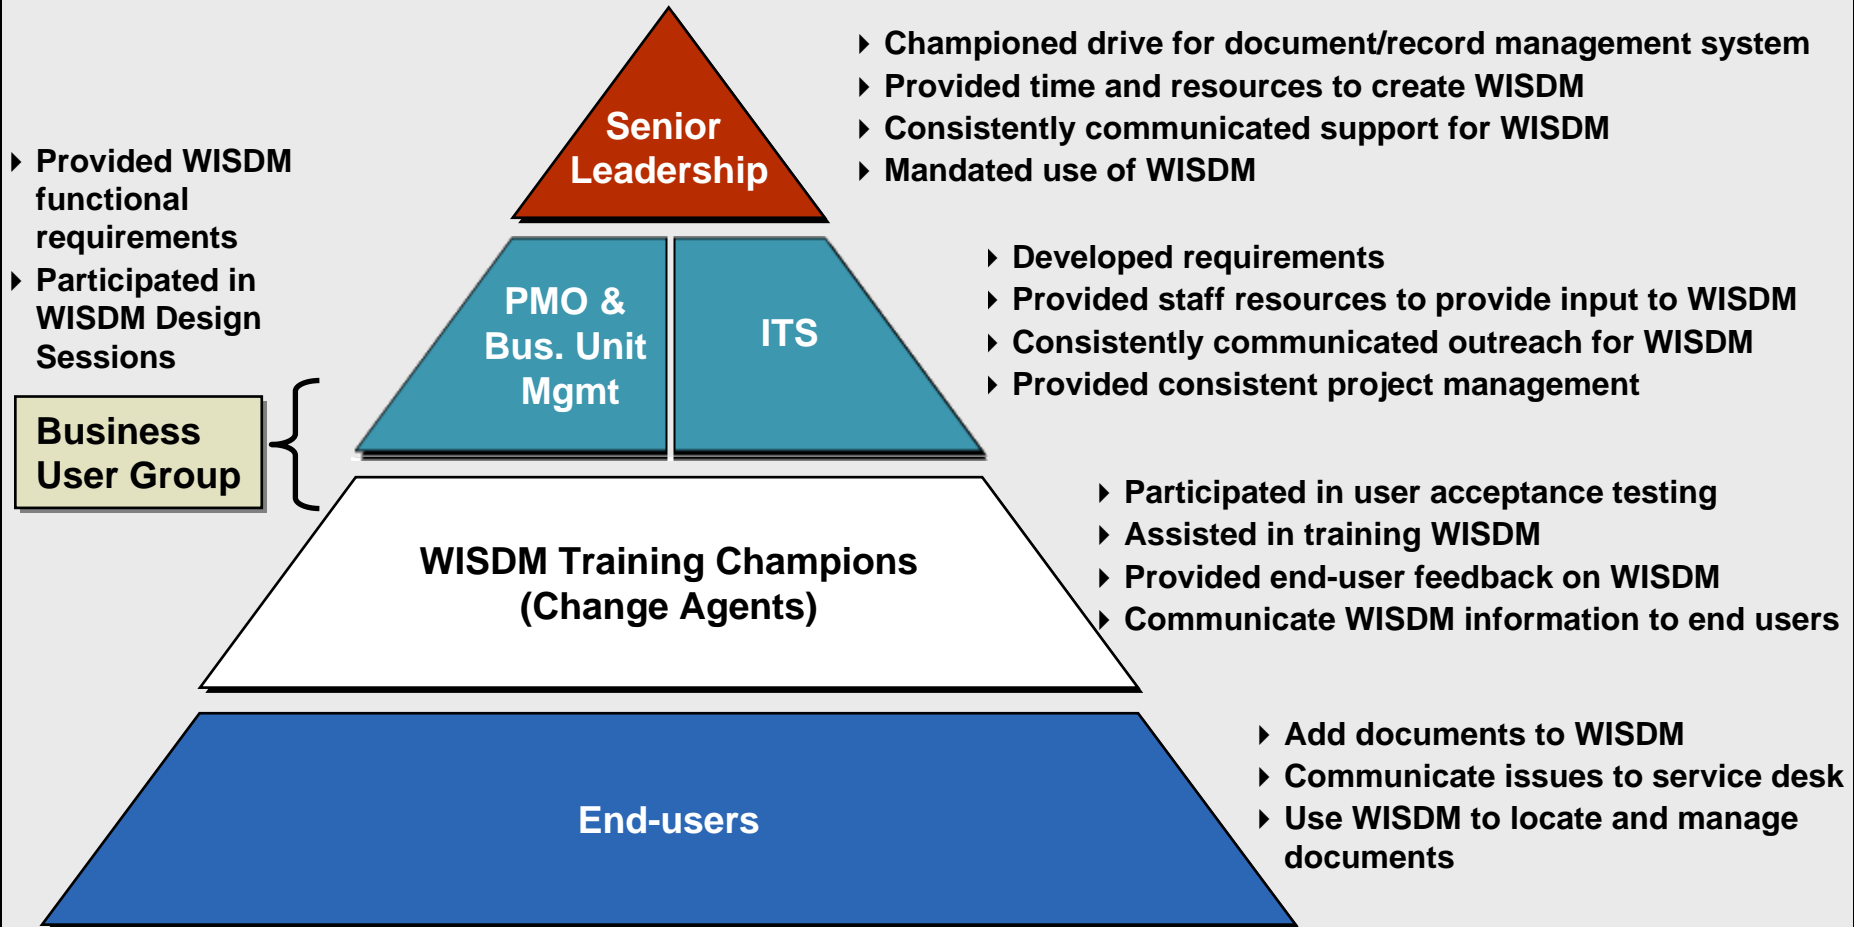 Senior
Leadership
Championed drive for document/record management system
Provided time and resources to create WISDM
Consistently communicated support for WISDM
Mandated use of WISDM
Provided WISDM
functional
requirements
Participated in
WISDM Design
Sessions
Business
User Group
PMO &
Bus. Unit
Mgmt
ITS
Developed requirements
Provided staff resources to provide input to WISDM
Consistently communicated outreach for WISDM
Provided consistent project management
WISDM Training Champions
(Change Agents)
Participated in user acceptance testing
Assisted in training WISDM
Provided end-user feedback on WISDM
Communicate WISDM information to end users
End-users
Add documents to WISDM
Communicate issues to service desk
Use WISDM to locate and manage
documents